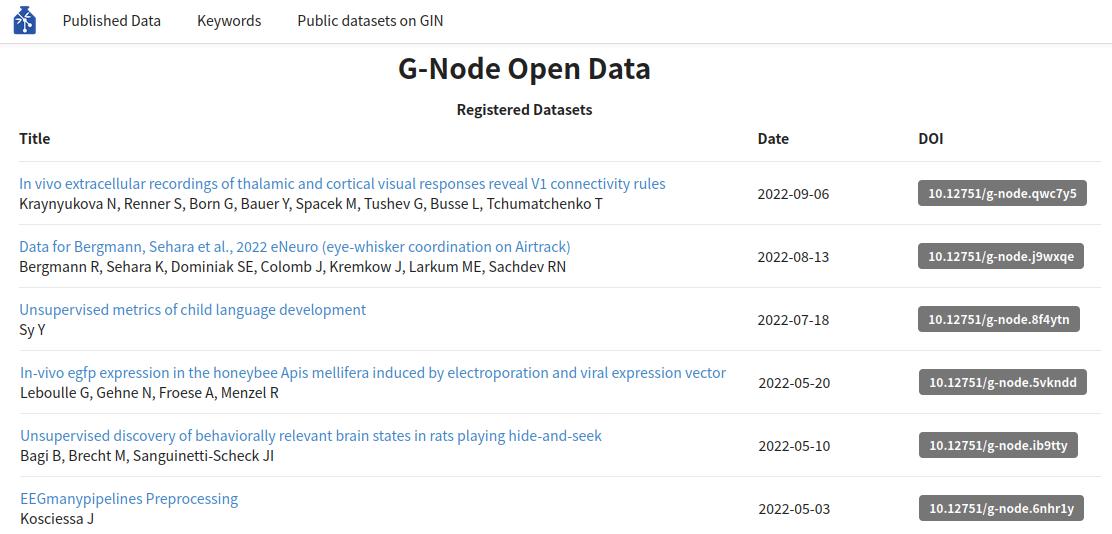 Published Data Keywords Public datasets on GIN
G-Node Open Data
Registered Datasets
Title Date DOI
In vivo extracellular recordings of thalamic and cortical visual responses reveal V1 connectivity rules
Kraynyukova N, Renner S, Born G, Bauer Y, Spacek M, Tushev G, Busse L, Tchumatchenko T
2022-09-06 10.12751/g-node.qwc7y5
Data for Bergmann, Sehara et al., 2022 eNeuro (eye-whisker coordination on Airtrack)
Bergmann R, Sehara K, Dominiak SE, Colomb J, Kremkow J, Larkum ME, Sachdev RN
2022-08-13 10.12751/g-node.j9wxqe
Unsupervised metrics of child language development
Sy Y
2022-07-18 10.12751/g-node.8f4ytn
In-vivo egfp expression in the honeybee Apis mellifera induced by electroporation and viral expression vector
Leboulle G, Gehne N, Froese A, Menzel R
2022-05-20 10.12751/g-node.5vkndd
Unsupervised discovery of behaviorally relevant brain states in rats playing hide-and-seek
Bagi B, Brecht M, Sanguinetti-Scheck JI
2022-05-10 10.12751/g-node.ib9tty
EEGmanypipelines Preprocessing
Kosciessa J
2022-05-03 10.12751/g-node.6nhr1y